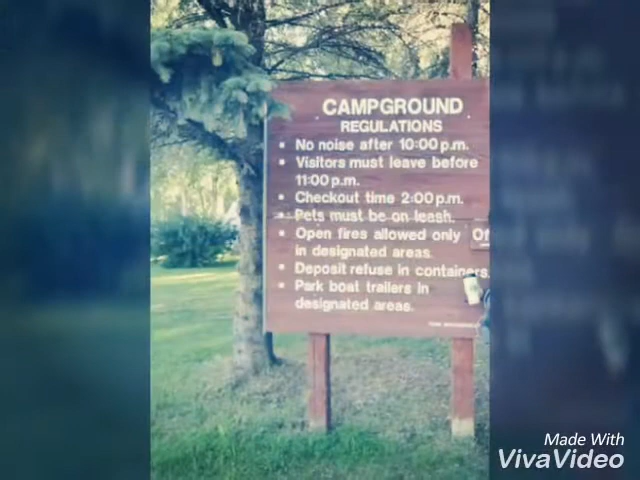 CAMPGROUND
REGULATIONS
▪ No noise after 10:00 p.m.
▪ Visitors must leave before
11:00 p.m.
▪ Checkout time 2:00 p.m.
▪ Pets must be on leash.
▪ Open fires allowed only
in designated areas.
▪ Deposit refuse in containers.
▪ Park boat trailers in
designated areas.
Made With
VivaVideo